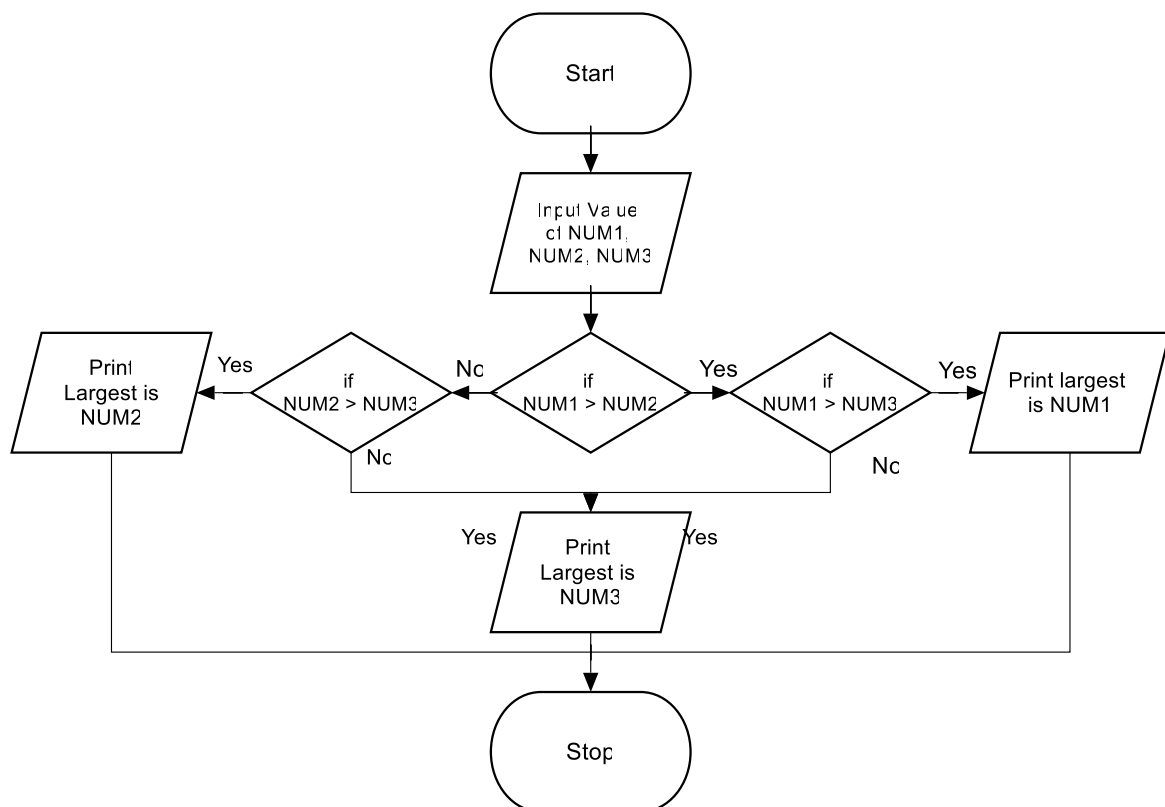 Start
Input Value
of NUM1,
NUM2, NUM3
Print
Largest is
NUM2
Yes
if
NUM2 > NUM3
No
if
NUM1 > NUM2
Yes
if
NUM1 > NUM3
Yes
Print largest
is NUM1
No
No
Yes
Print
Largest is
NUM3
Yes
Stop